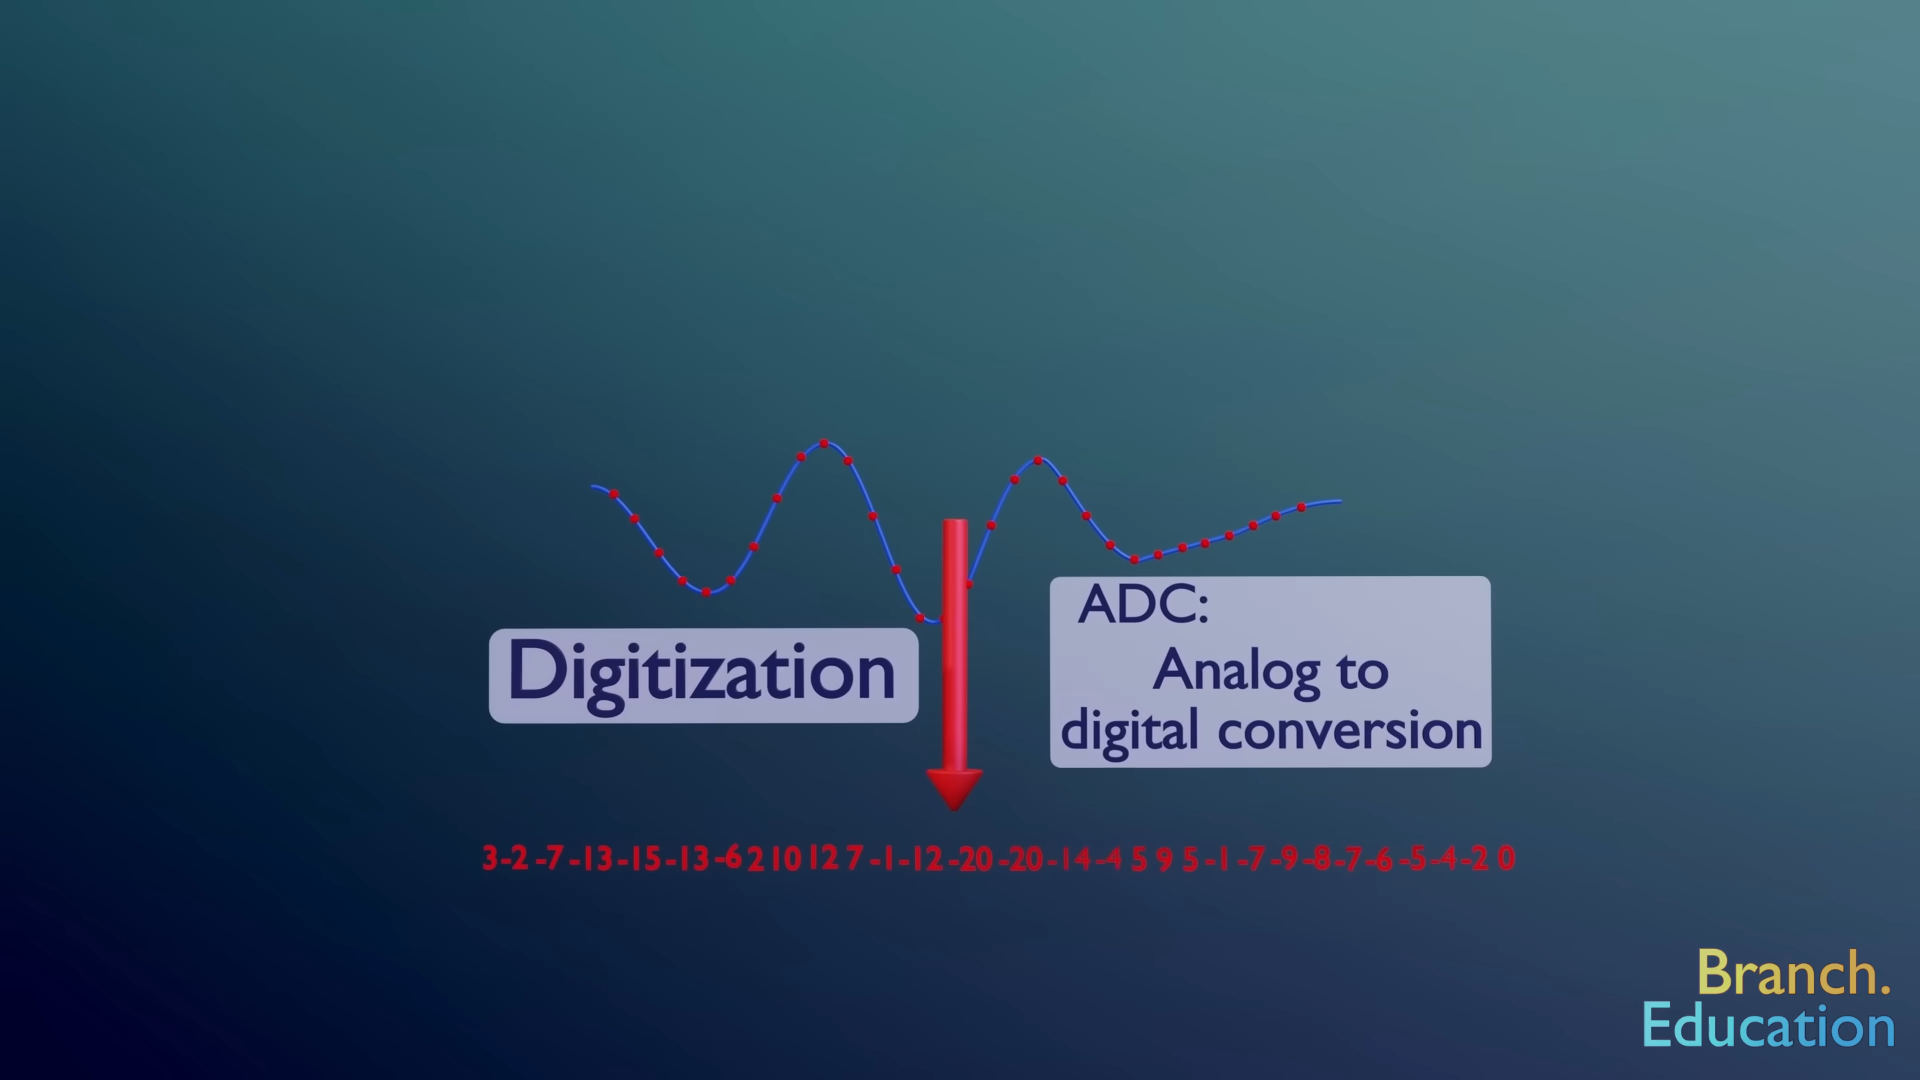 Digitization
ADC:
Analog to
digital conversion
3 -2 -7 -13 -15 -13 -6 2 10 12 7 -1 -12 -20 -20 -14 -4 5 9 5 -1 -7 -9 -8 -7 -6 -5 -4 -2 0
Branch.
Education